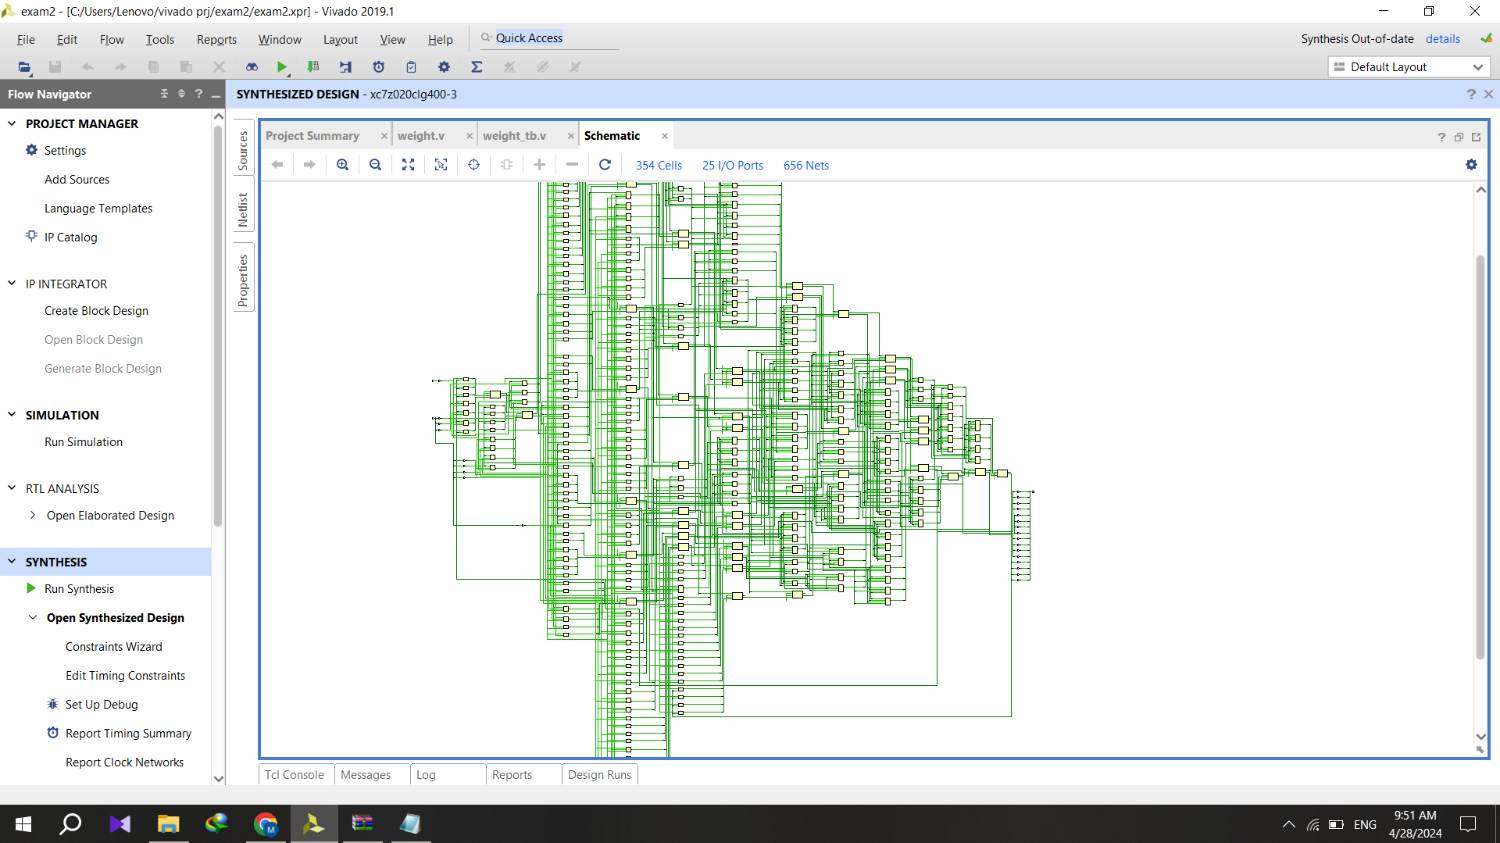 exam2 - [C:/Users/Lenovo/vivado prj/exam2/exam2.xpr] - Vivado 2019.1
File Edit Flow Tools Reports Window Layout View Help Quick Access
Synthesis Out-of-date details
Default Layout
Flow Navigator
SYNTHESIZED DESIGN - xc7z020clg400-3
PROJECT MANAGER
Settings
Add Sources
Language Templates
IP Catalog
IP INTEGRATOR
Create Block Design
Open Block Design
Generate Block Design
SIMULATION
Run Simulation
RTL ANALYSIS
Open Elaborated Design
SYNTHESIS
Run Synthesis
Open Synthesized Design
Constraints Wizard
Edit Timing Constraints
Set Up Debug
Report Timing Summary
Report Clock Networks
Sources
Netlist
Properties
Project Summary weight.v weight_tb.v Schematic
354 Cells 25 I/O Ports 656 Nets
Tcl Console Messages Log Reports Design Runs
ENG
9:51 AM
4/28/2024